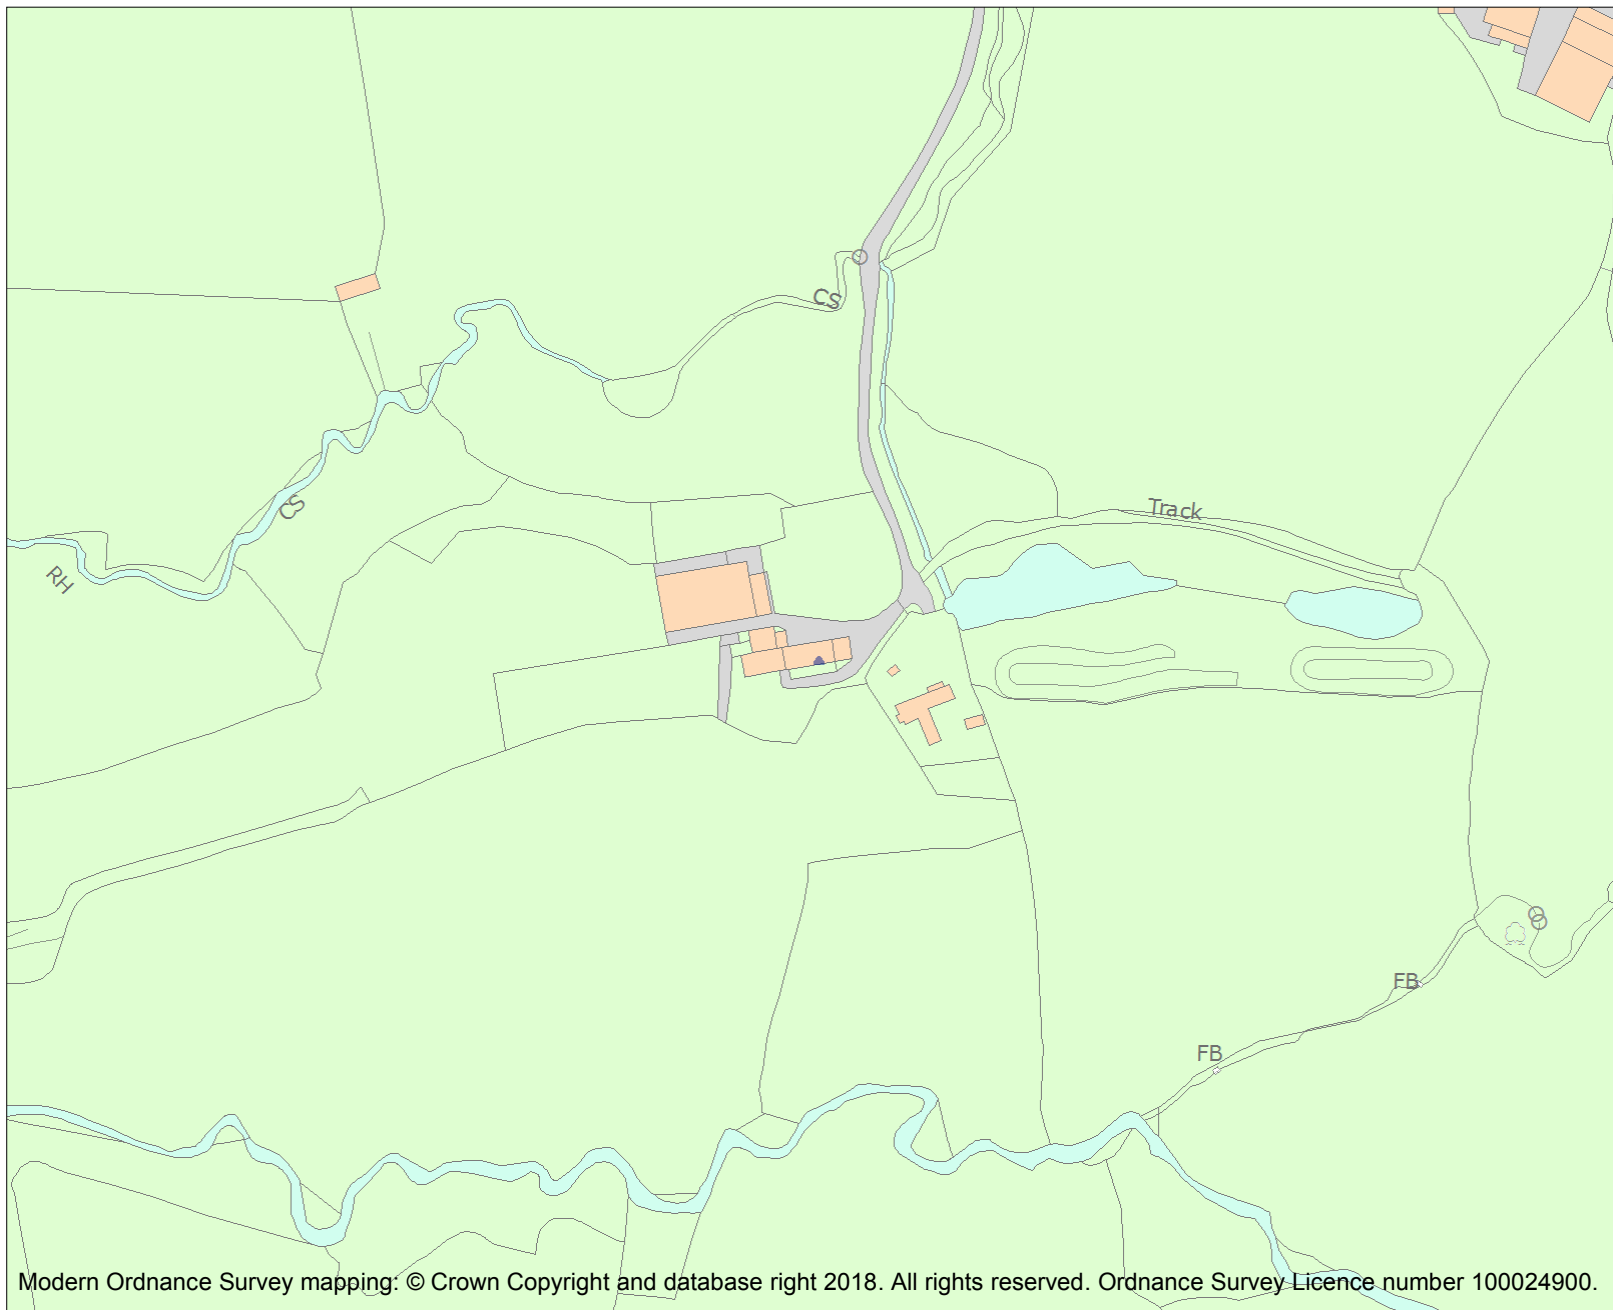 CS
CS
Track
RH
FB
FB
Modern Ordnance Survey mapping: © Crown Copyright and database right 2018. All rights reserved. Ordnance Survey Licence number 100024900.